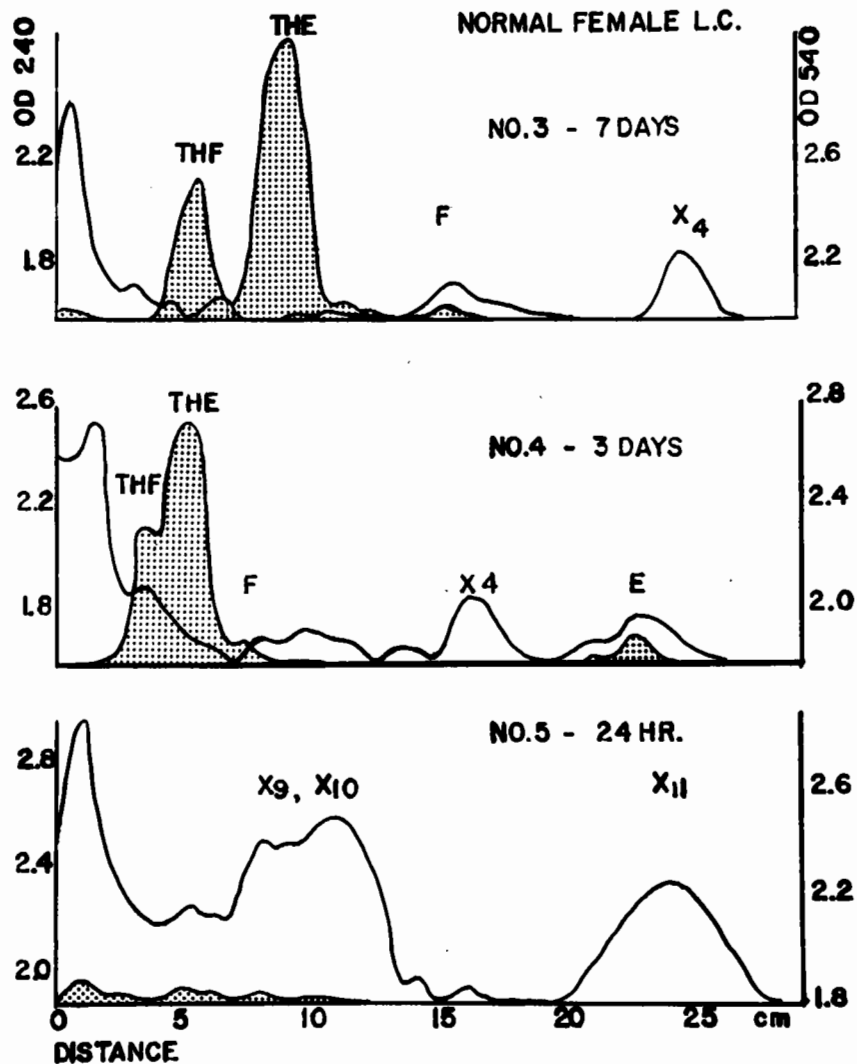 NORMAL FEMALE L.C.
OD 240
OD 540
THE
NO.3 - 7 DAYS
THF
2.2
2.6
F
X4
1.8
2.2
2.6
2.8
THE
NO.4 - 3 DAYS
THF
2.2
2.4
F
X4
E
1.8
2.0
NO.5 - 24 HR.
2.8
2.6
X9, X10
X11
2.4
2.2
2.0
1.8
0 5 10 15 20 25 cm
DISTANCE